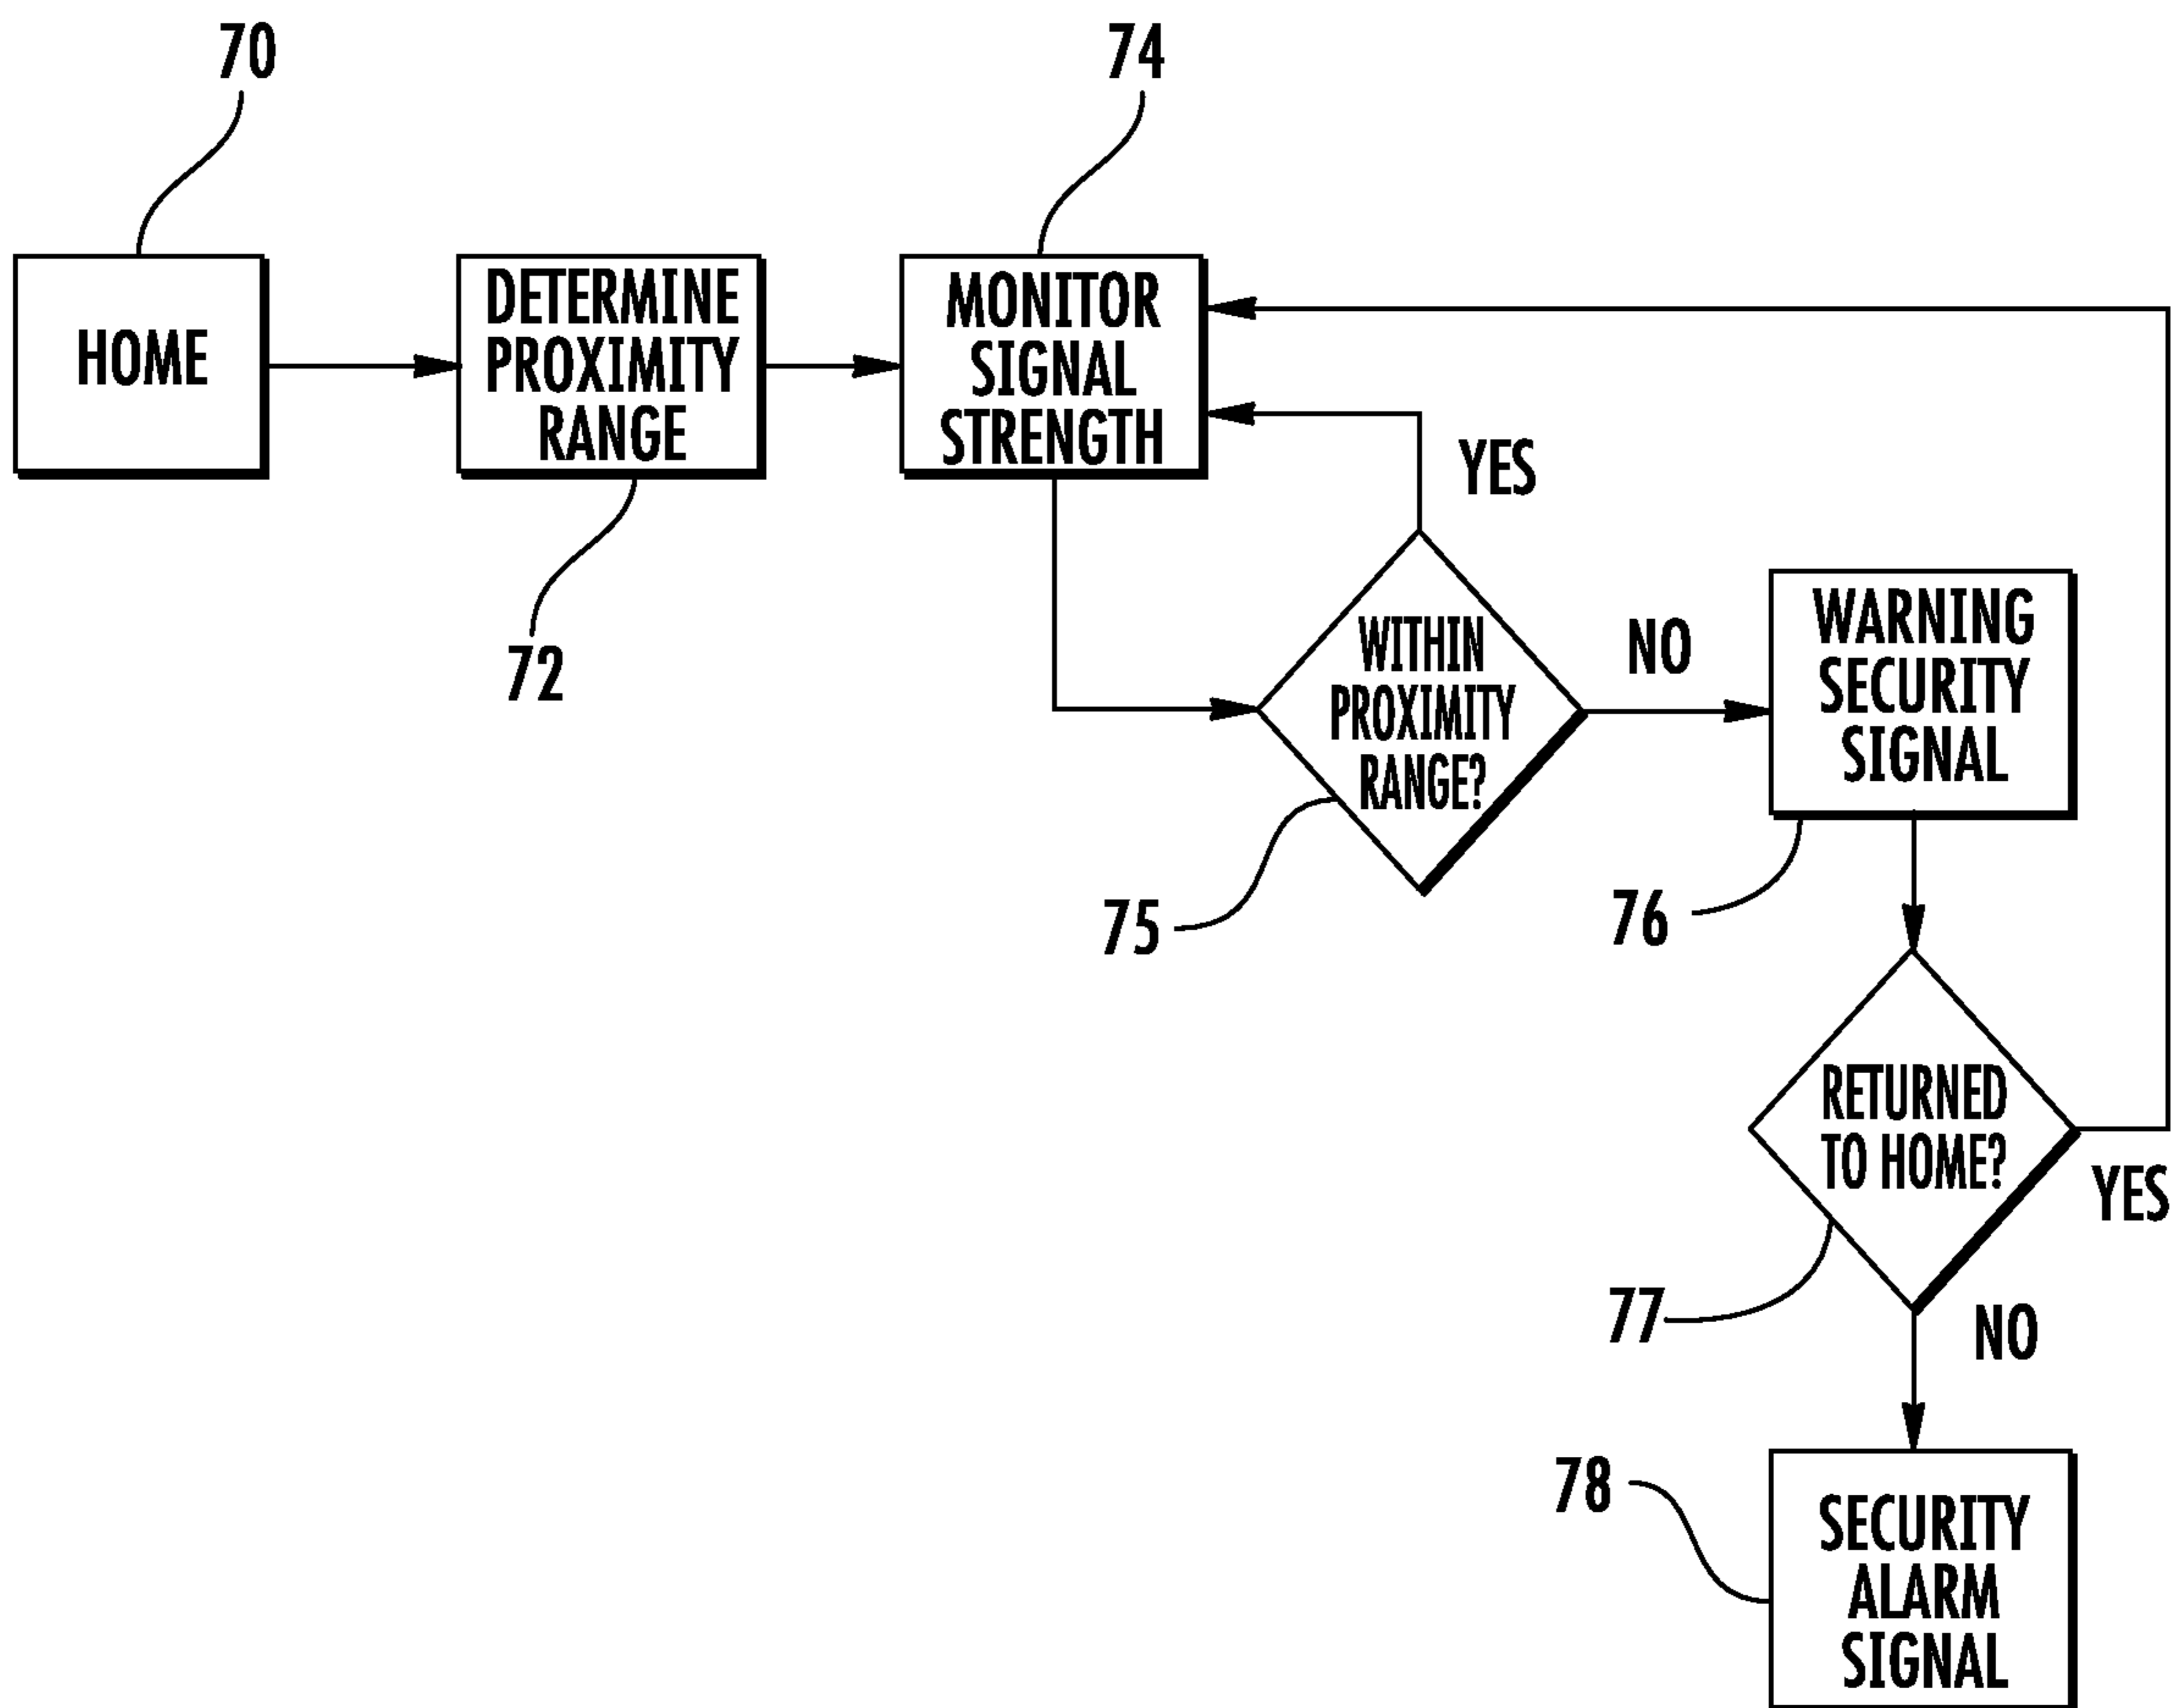 70
74
HOME
DETERMINE
PROXIMITY
RANGE
MONITOR
SIGNAL
STRENGTH
YES
72
WITHIN
PROXIMITY
RANGE?
NO
WARNING
SECURITY
SIGNAL
75
76
RETURNED
TO HOME?
YES
77
NO
78
SECURITY
ALARM
SIGNAL